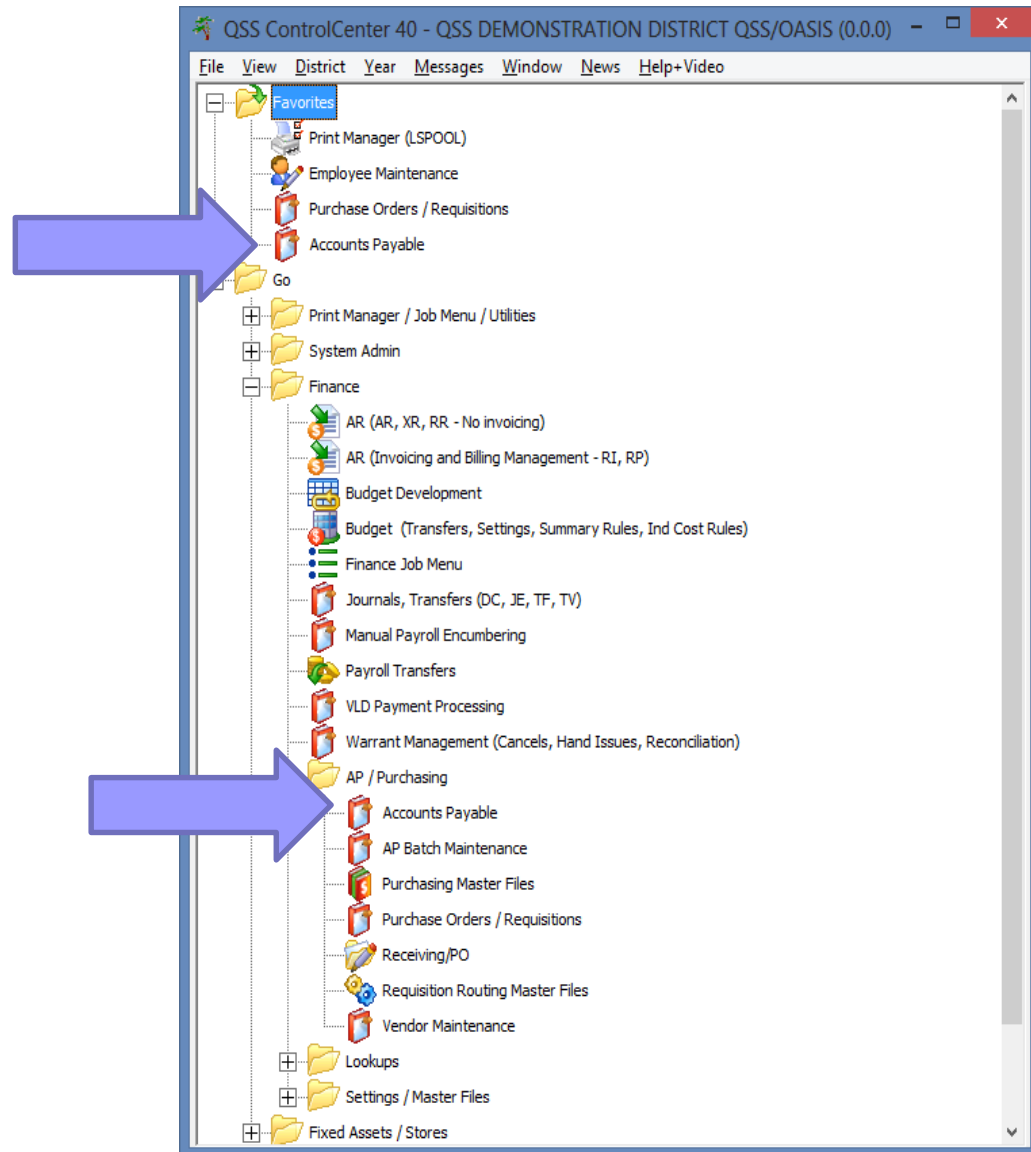 QSS ControlCenter 40 - QSS DEMONSTRATION DISTRICT QSS/OASIS (0.0.0)
File View District Year Messages Window News Help+Video
Favorites
Print Manager (LSPOOL)
Employee Maintenance
Purchase Orders / Requisitions
Accounts Payable
Go
Print Manager / Job Menu / Utilities
System Admin
Finance
AR (AR, XR, RR - No invoicing)
AR (Invoicing and Billing Management - RI, RP)
Budget Development
Budget (Transfers, Settings, Summary Rules, Ind Cost Rules)
Finance Job Menu
Journals, Transfers (DC, JE, TF, TV)
Manual Payroll Encumbering
Payroll Transfers
VLD Payment Processing
Warrant Management (Cancels, Hand Issues, Reconciliation)
AP / Purchasing
Accounts Payable
AP Batch Maintenance
Purchasing Master Files
Purchase Orders / Requisitions
Receiving/PO
Requisition Routing Master Files
Vendor Maintenance
Lookups
Settings / Master Files
Fixed Assets / Stores